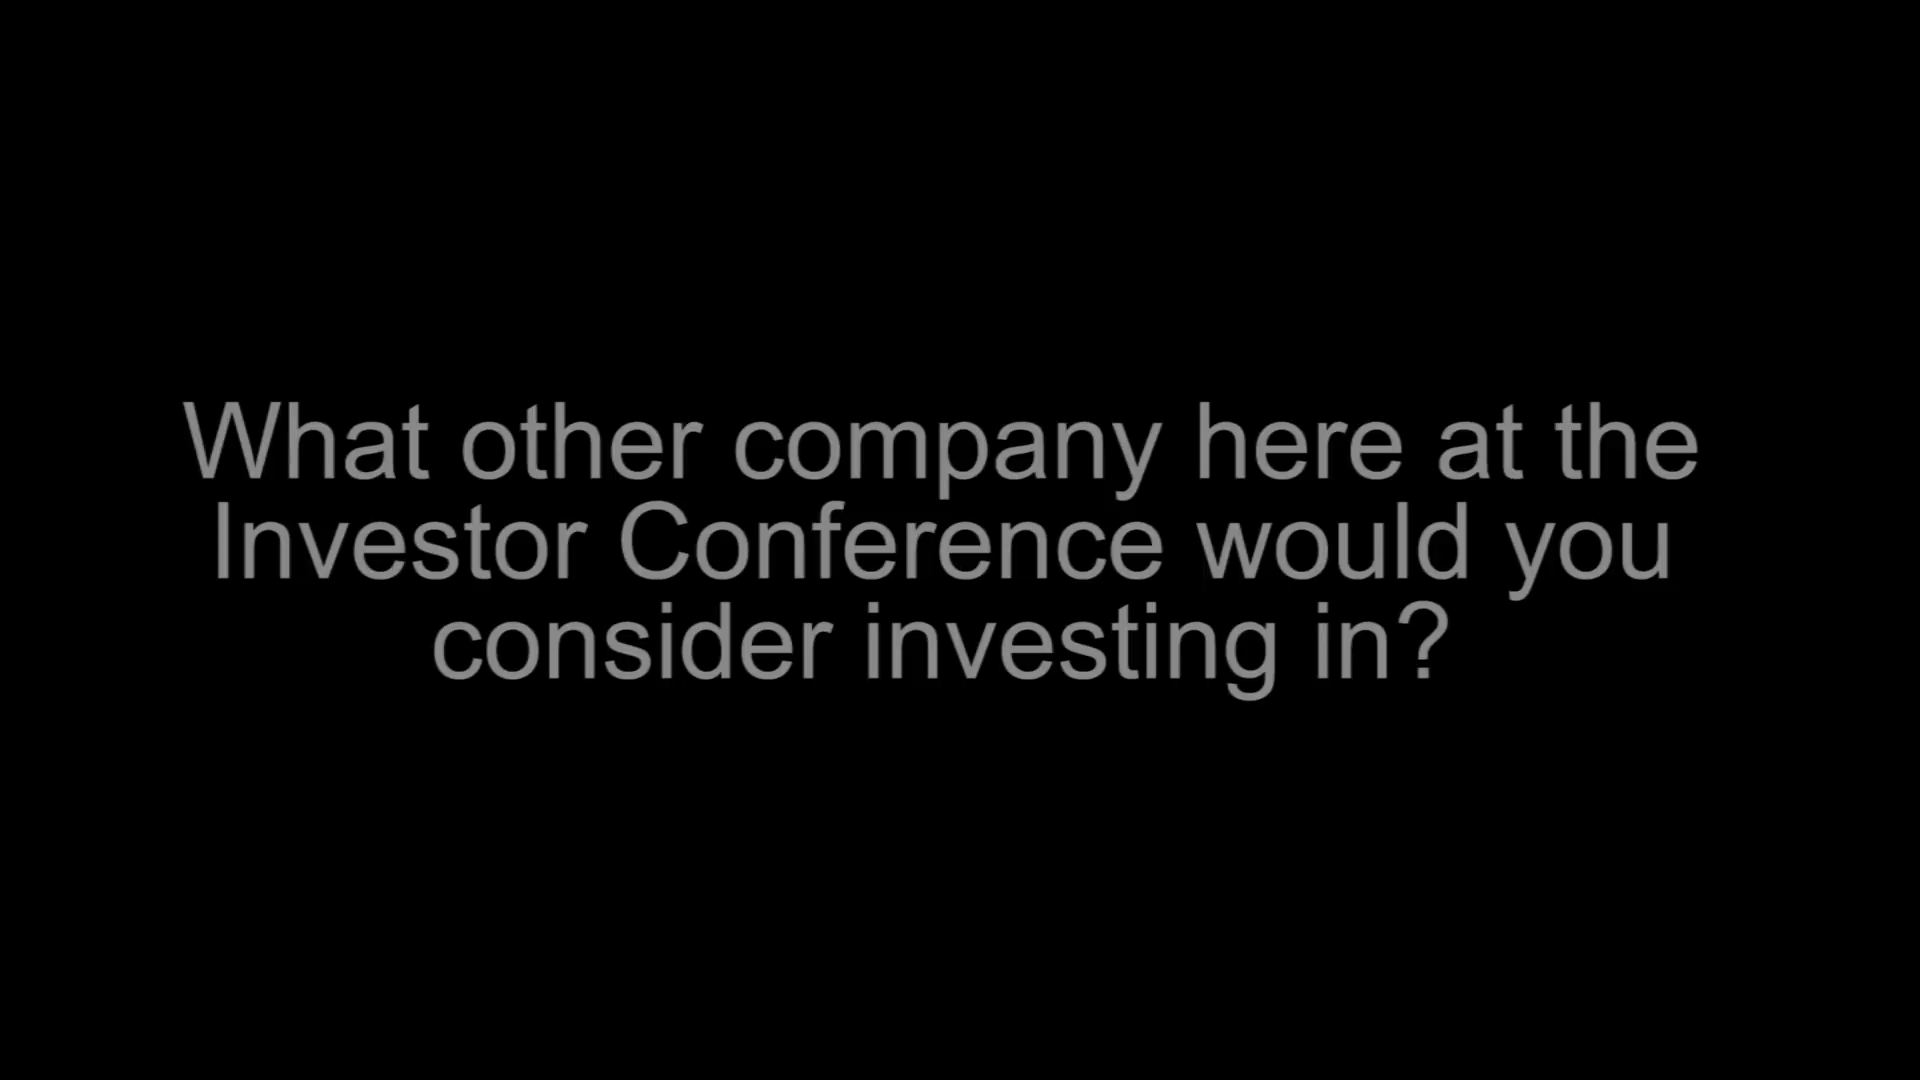 What other company here at the
Investor Conference would you
consider investing in?